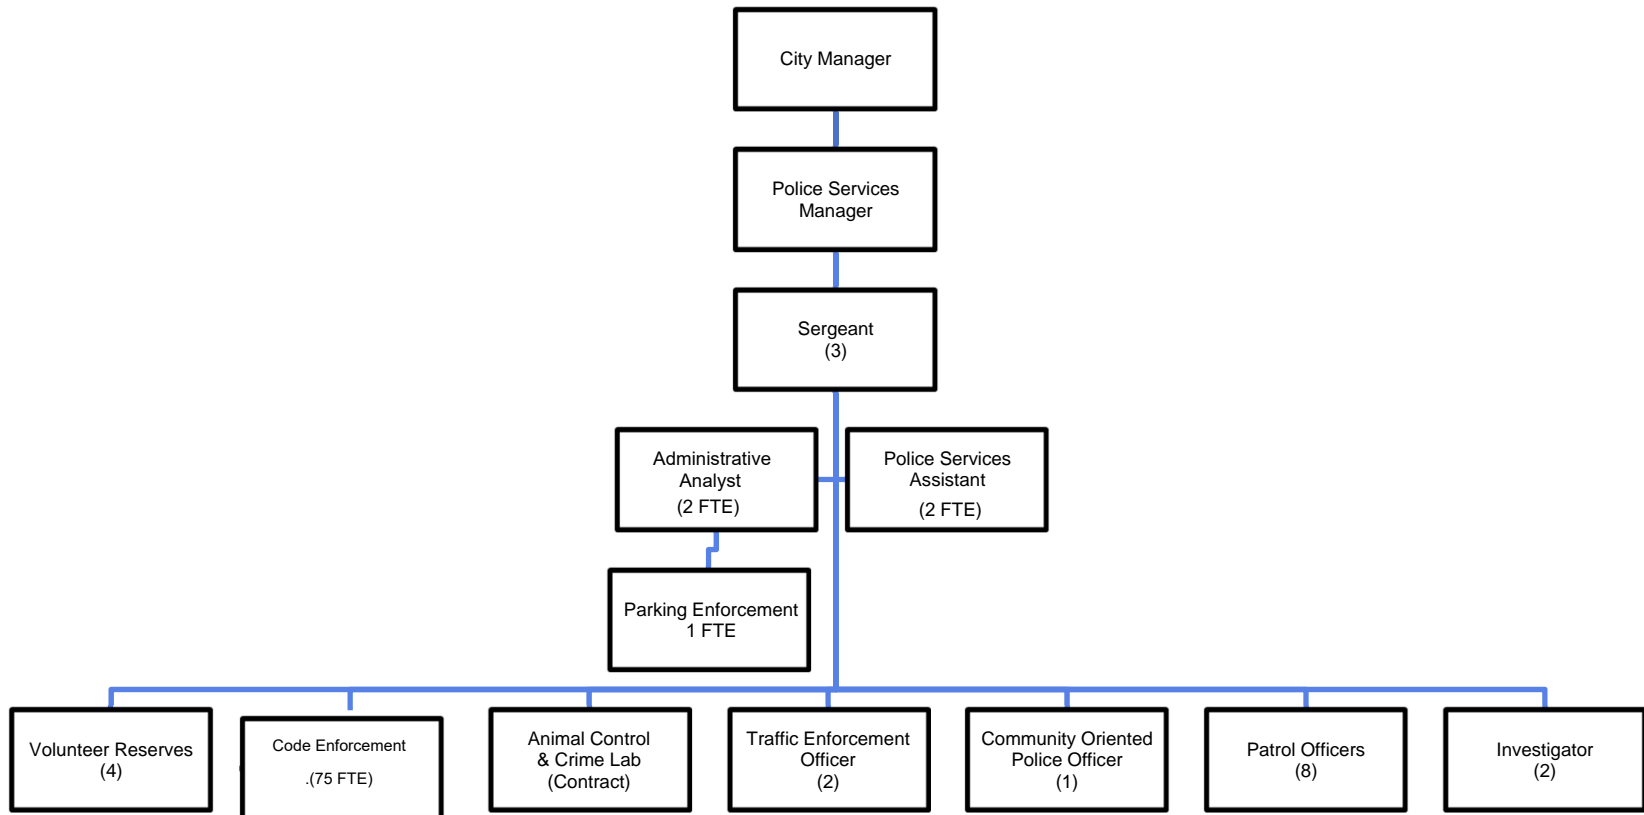 City Manager
Police Services
Manager
Sergeant
(3)
Administrative
Analyst
(2 FTE)
Police Services
Assistant
(2 FTE)
Parking Enforcement
1 FTE
Volunteer Reserves
(4)
Code Enforcement
.(75 FTE)
Animal Control
& Crime Lab
(Contract)
Traffic Enforcement
Officer
(2)
Community Oriented
Police Officer
(1)
Patrol Officers
(8)
Investigator
(2)